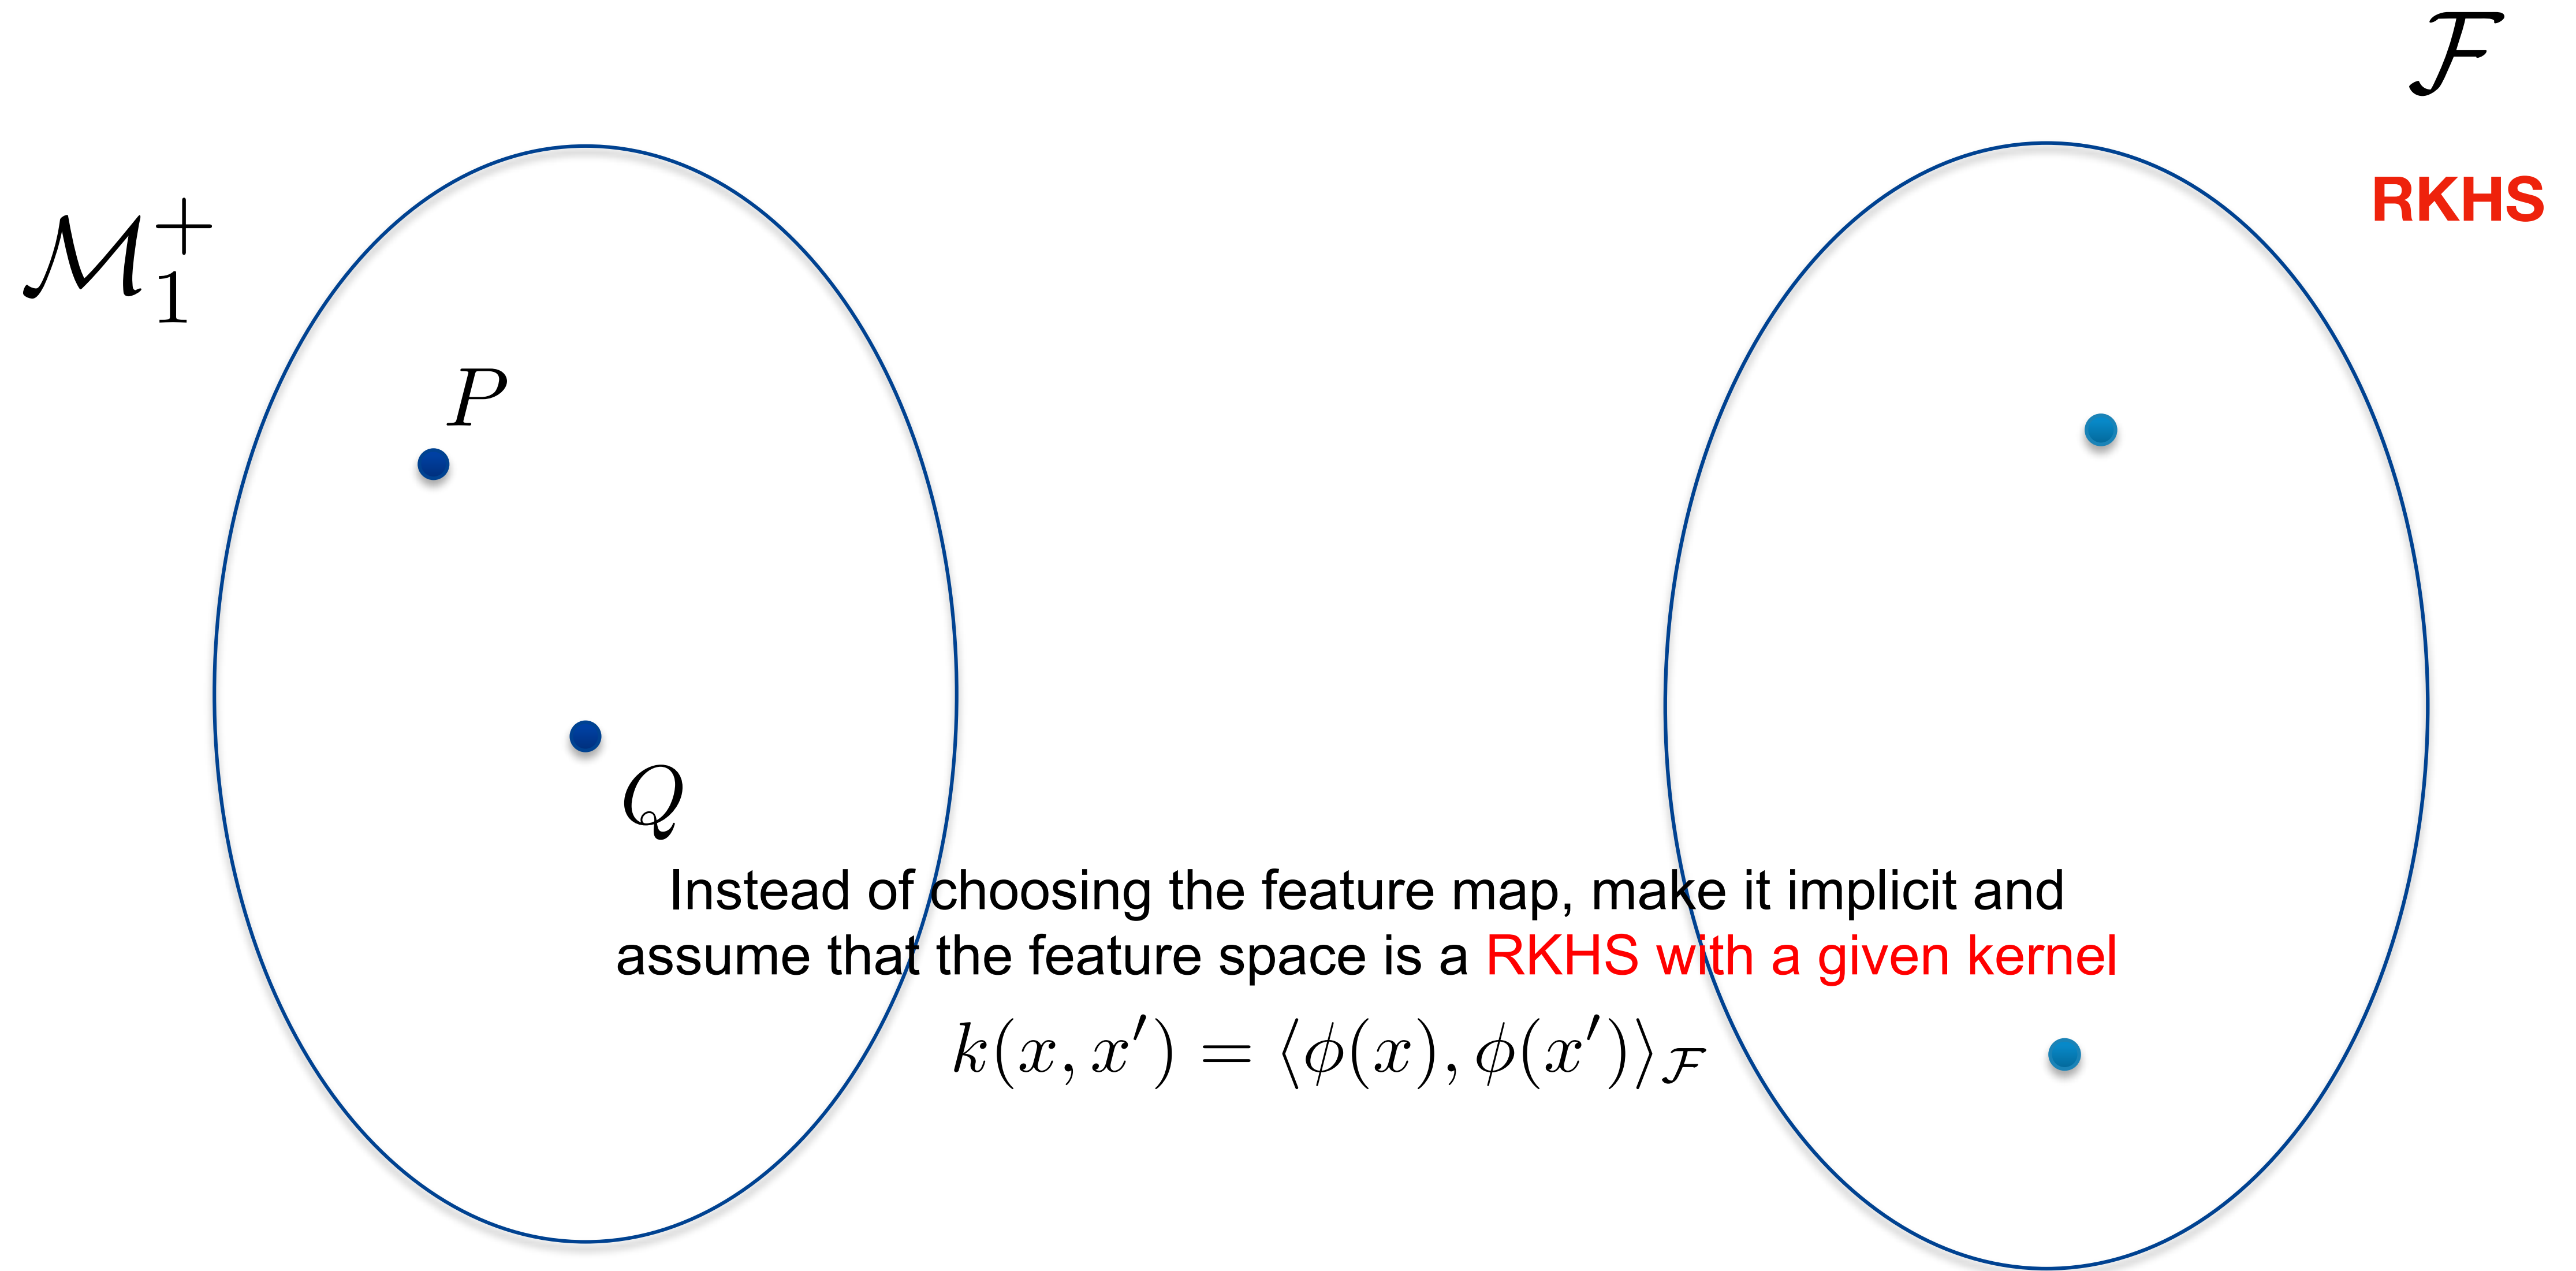 ℱ
RKHS
ℳ₁⁺
P
Q
Instead of choosing the feature map, make it implicit and
assume that the feature space is a RKHS with a given kernel
k(x, x′) = ⟨ϕ(x), ϕ(x′)⟩_ℱ